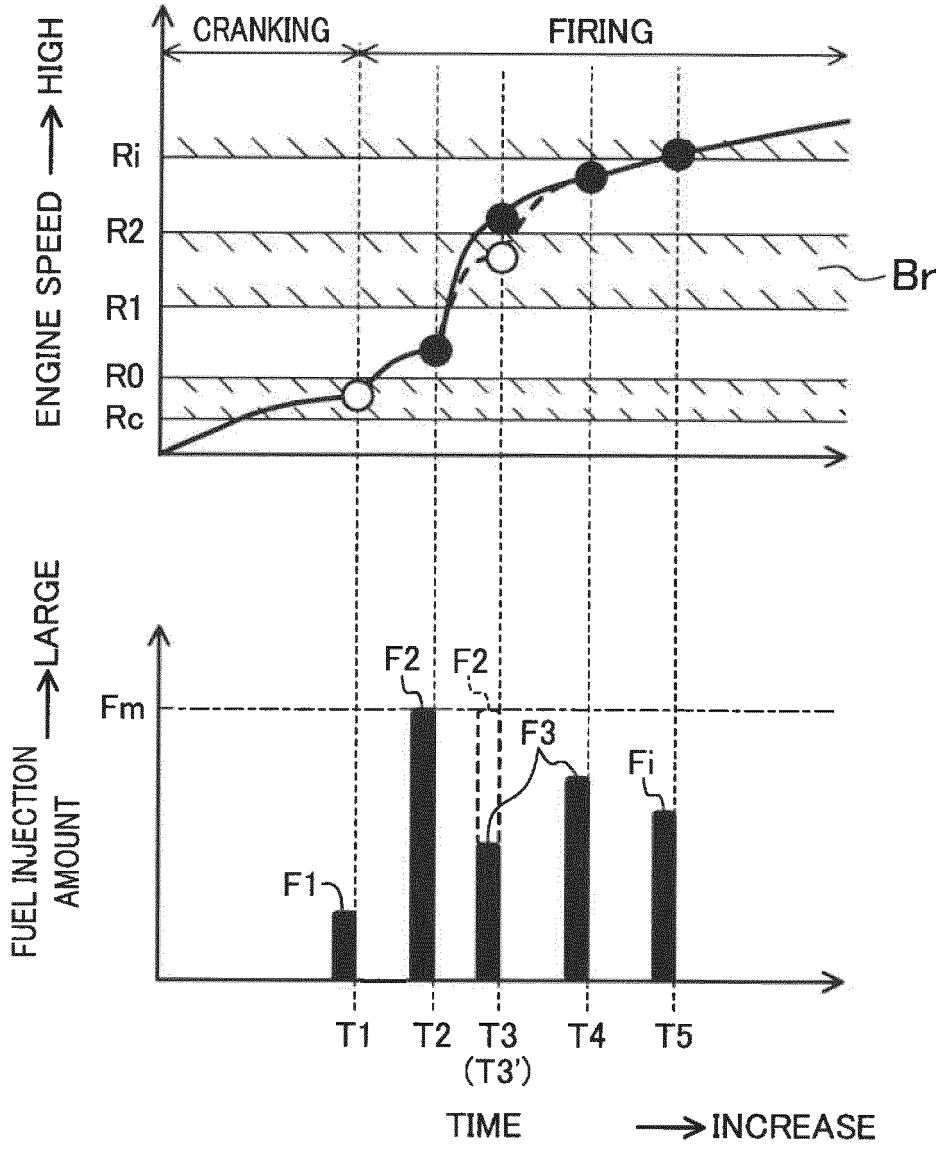 CRANKING
FIRING
ENGINE SPEED → HIGH
Ri
R2
R1
R0
Rc
Br
FUEL INJECTION AMOUNT → LARGE
Fm
F1
F2
F2
F3
Fi
T1 T2 T3 T4 T5
(T3')
TIME → INCREASE